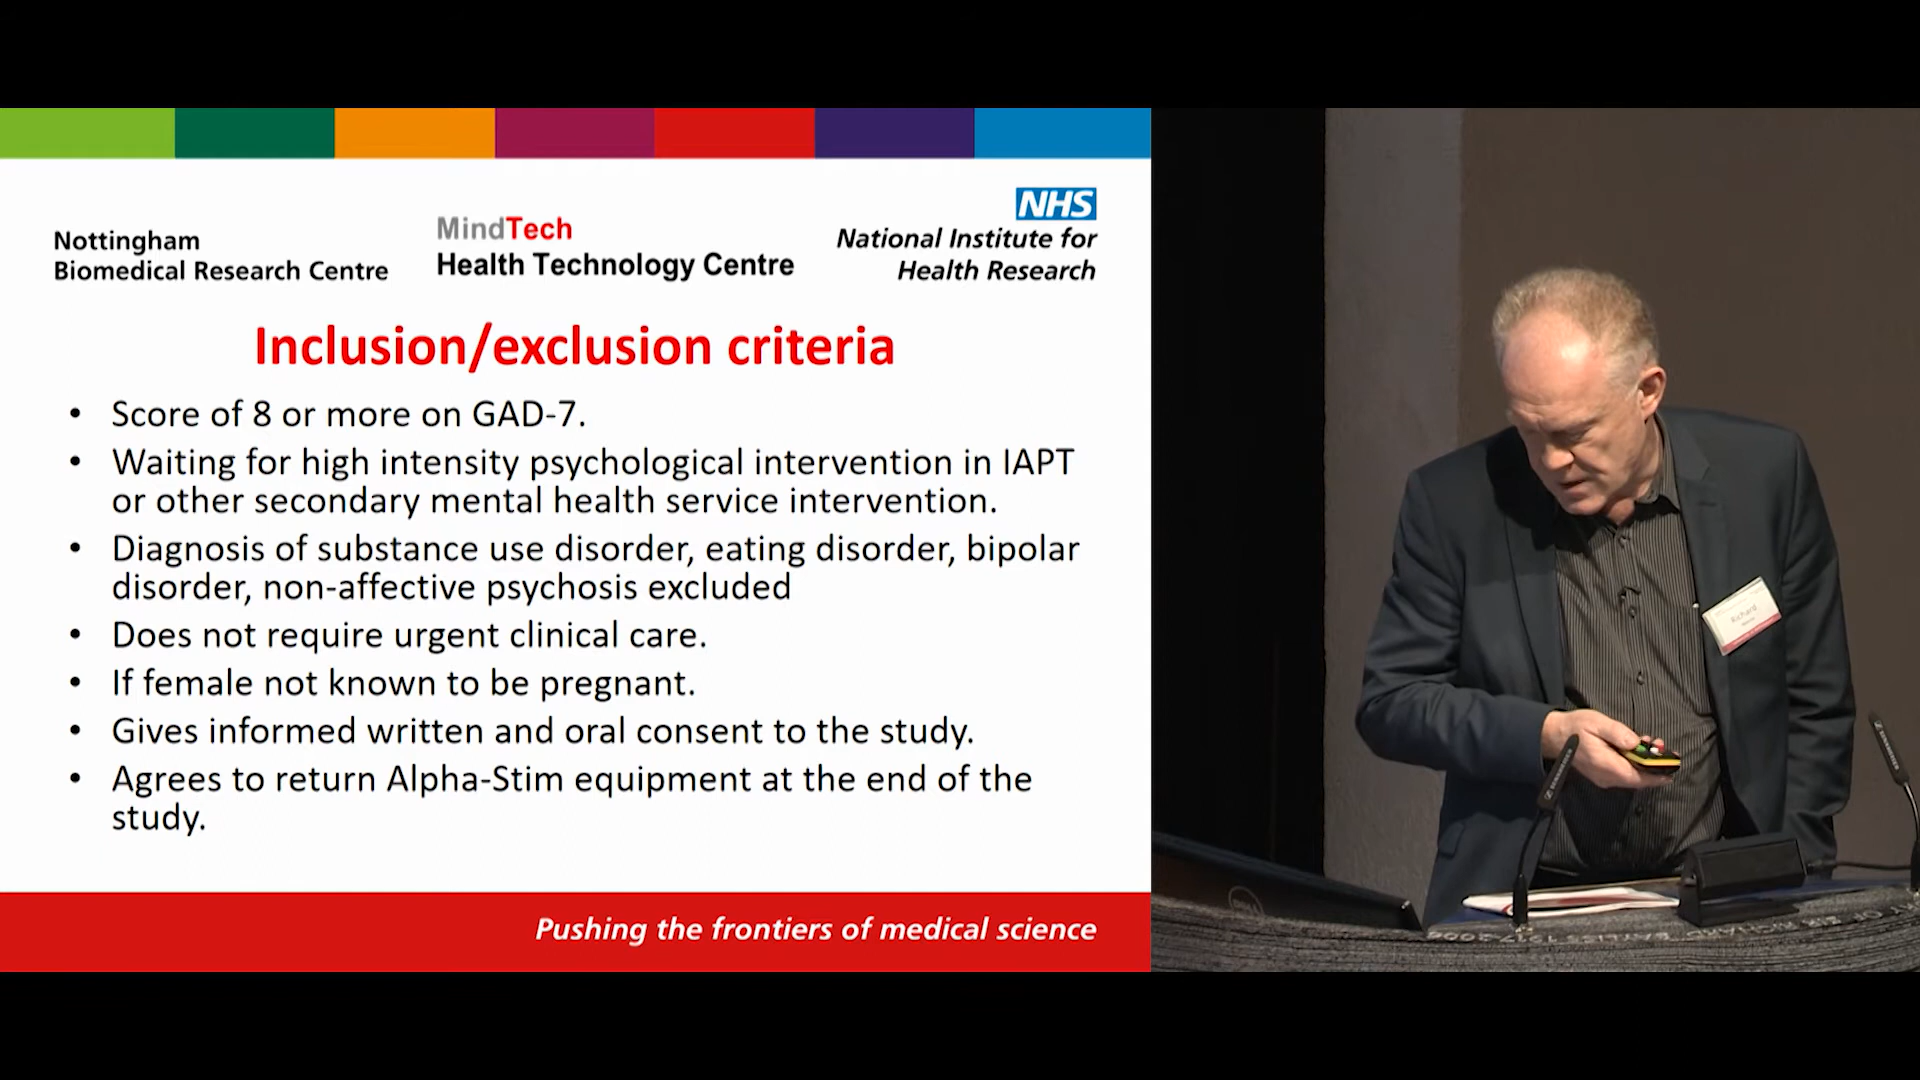 Nottingham
Biomedical Research Centre
MindTech
Health Technology Centre
NHS
National Institute for
Health Research
Inclusion/exclusion criteria
• Score of 8 or more on GAD-7.
• Waiting for high intensity psychological intervention in IAPT
or other secondary mental health service intervention.
• Diagnosis of substance use disorder, eating disorder, bipolar
disorder, non-affective psychosis excluded
• Does not require urgent clinical care.
• If female not known to be pregnant.
• Gives informed written and oral consent to the study.
• Agrees to return Alpha-Stim equipment at the end of the
study.
Pushing the frontiers of medical science
Richard
SENNHEISER
SENNHEISER
DELL